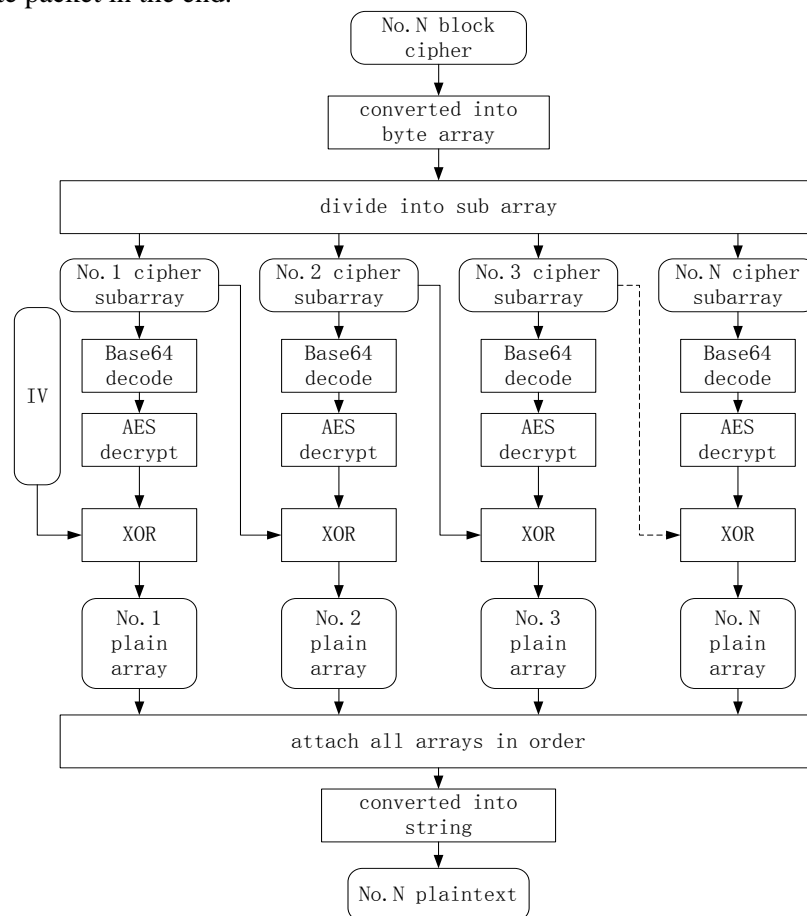 te packet in the end.
No.N block
cipher
converted into
byte array
divide into sub array
No.1 cipher
subarray
No.2 cipher
subarray
No.3 cipher
subarray
No.N cipher
subarray
IV
Base64
decode
Base64
decode
Base64
decode
Base64
decode
AES
decrypt
AES
decrypt
AES
decrypt
AES
decrypt
XOR
XOR
XOR
XOR
No.1
plain
array
No.2
plain
array
No.3
plain
array
No.N
plain
array
attach all arrays in order
converted into
string
No.N plaintext